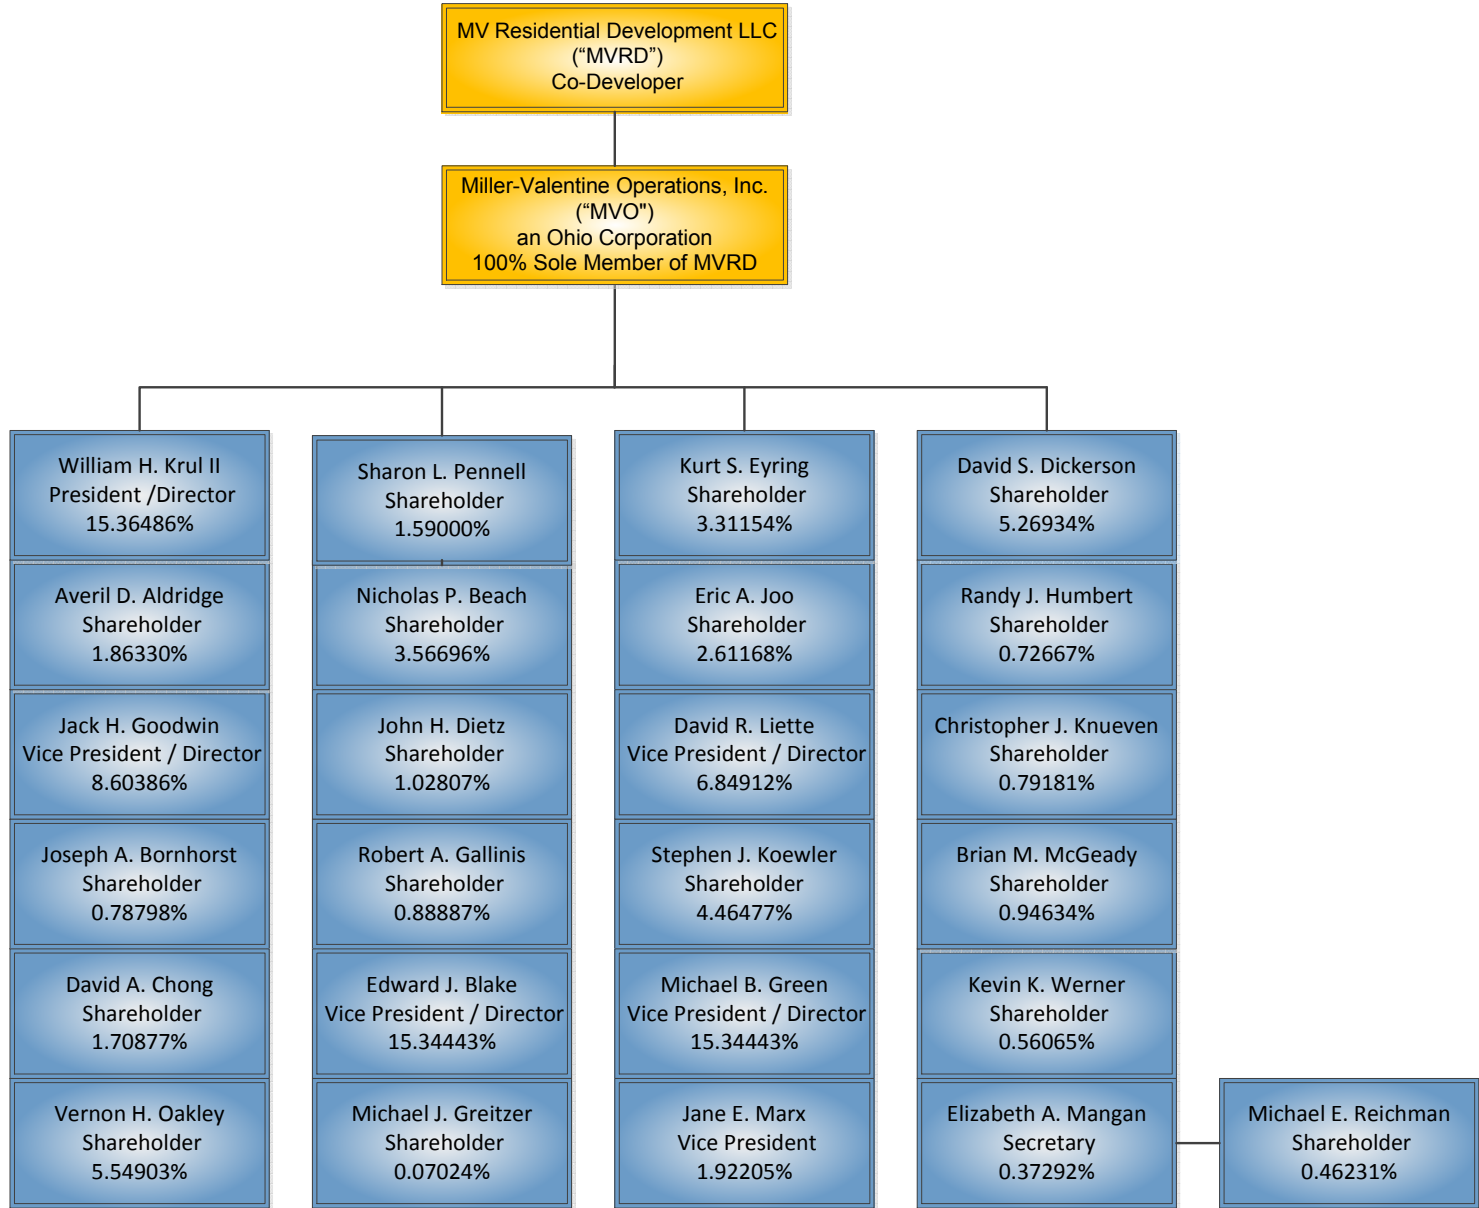 MV Residential Development LLC
(“MVRD”)
Co-Developer
Miller-Valentine Operations, Inc.
(“MVO")
an Ohio Corporation
100% Sole Member of MVRD
William H. Krul II
President /Director
15.36486%
Averil D. Aldridge
Shareholder
1.86330%
Jack H. Goodwin
Vice President / Director
8.60386%
Joseph A. Bornhorst
Shareholder
0.78798%
David A. Chong
Shareholder
1.70877%
Vernon H. Oakley
Shareholder
5.54903%
Sharon L. Pennell
Shareholder
1.59000%
Nicholas P. Beach
Shareholder
3.56696%
John H. Dietz
Shareholder
1.02807%
Robert A. Gallinis
Shareholder
0.88887%
Edward J. Blake
Vice President / Director
15.34443%
Michael J. Greitzer
Shareholder
0.07024%
Kurt S. Eyring
Shareholder
3.31154%
Eric A. Joo
Shareholder
2.61168%
David R. Liette
Vice President / Director
6.84912%
Stephen J. Koewler
Shareholder
4.46477%
Michael B. Green
Vice President / Director
15.34443%
Jane E. Marx
Vice President
1.92205%
David S. Dickerson
Shareholder
5.26934%
Randy J. Humbert
Shareholder
0.72667%
Christopher J. Knueven
Shareholder
0.79181%
Brian M. McGeady
Shareholder
0.94634%
Kevin K. Werner
Shareholder
0.56065%
Elizabeth A. Mangan
Secretary
0.37292%
Michael E. Reichman
Shareholder
0.46231%